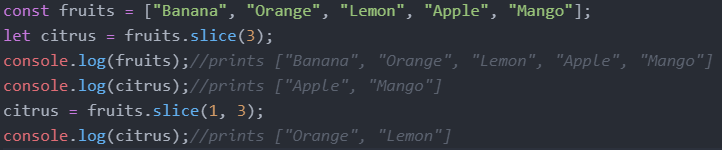 const fruits = ["Banana", "Orange", "Lemon", "Apple", "Mango"];
let citrus = fruits.slice(3);
console.log(fruits);//prints ["Banana", "Orange", "Lemon", "Apple", "Mango"]
console.log(citrus);//prints ["Apple", "Mango"]
citrus = fruits.slice(1, 3);
console.log(citrus);//prints ["Orange", "Lemon"]